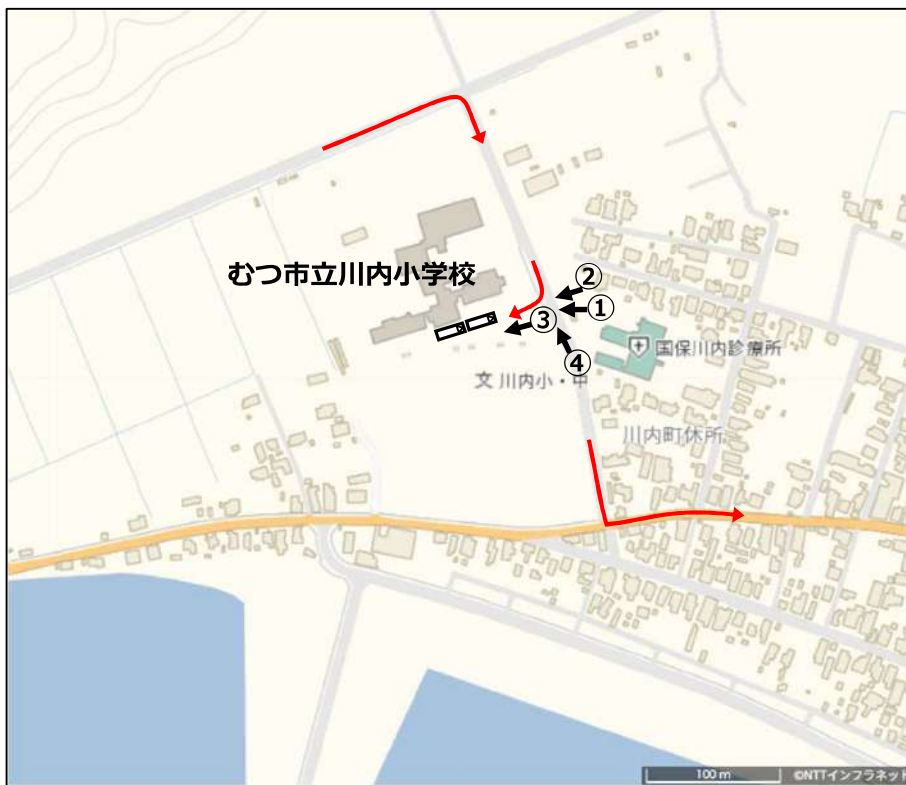 むつ市立川内小学校
②
①
③
国保川内診療所
④
文 川内小・中
川内町休所
100 m
©NTTインフラネット